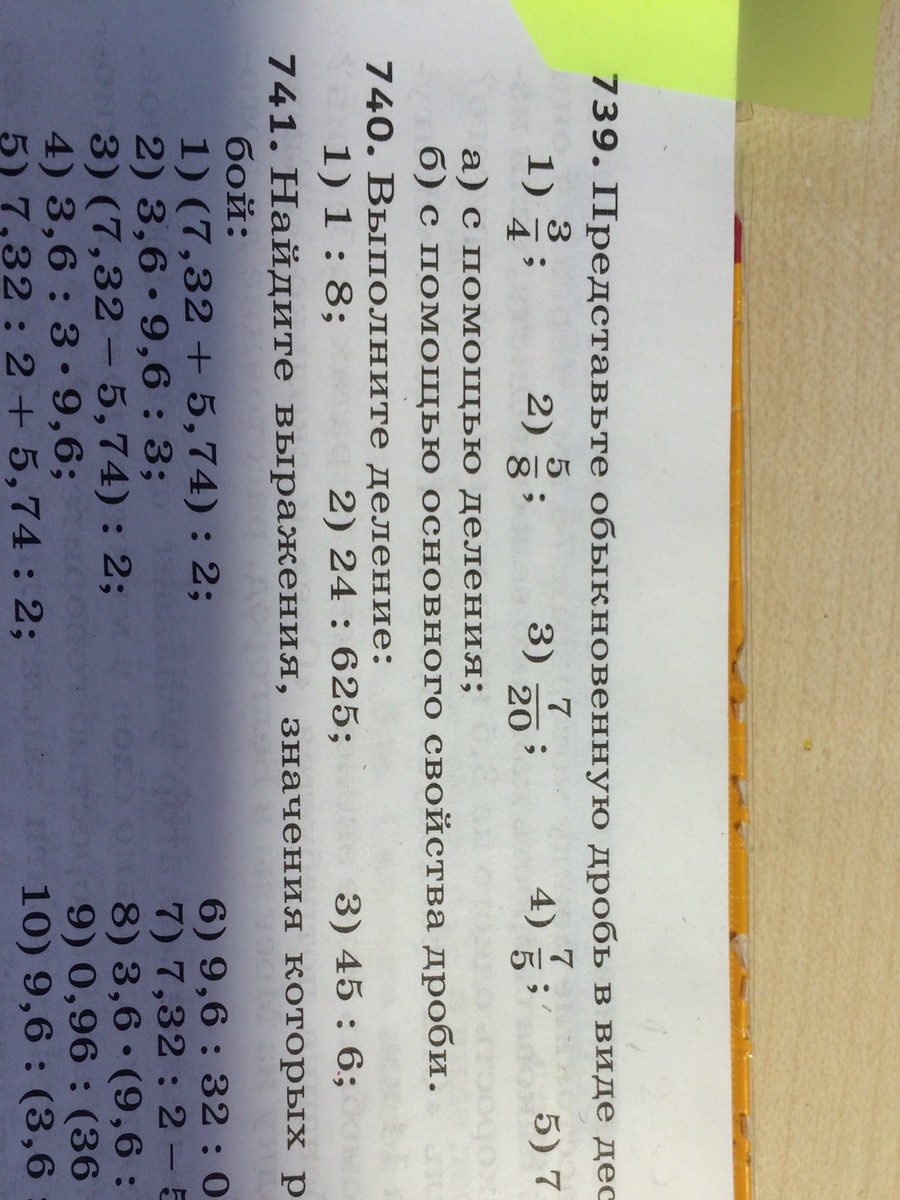 739. Представьте обыкновенную дробь в виде дес
1) 3/4; 2) 5/8; 3) 7/20; 4) 7/5; 5) 7
а) с помощью деления;
б) с помощью основного свойства дроби.
740. Выполните деление:
1) 1 : 8; 2) 24 : 625; 3) 45 : 6;
741. Найдите выражения, значения которых р
бой:
1) (7,32 + 5,74) : 2; 6) 9,6 : 32 : 0
2) 3,6 · 9,6 : 3; 7) 7,32 : 2 – 5
3) (7,32 – 5,74) : 2; 8) 3,6 · (9,6 :
4) 3,6 : 3 · 9,6; 9) 0,96 : (36
5) 7,32 : 2 + 5,74 : 2; 10) 9,6 : (3,6 :